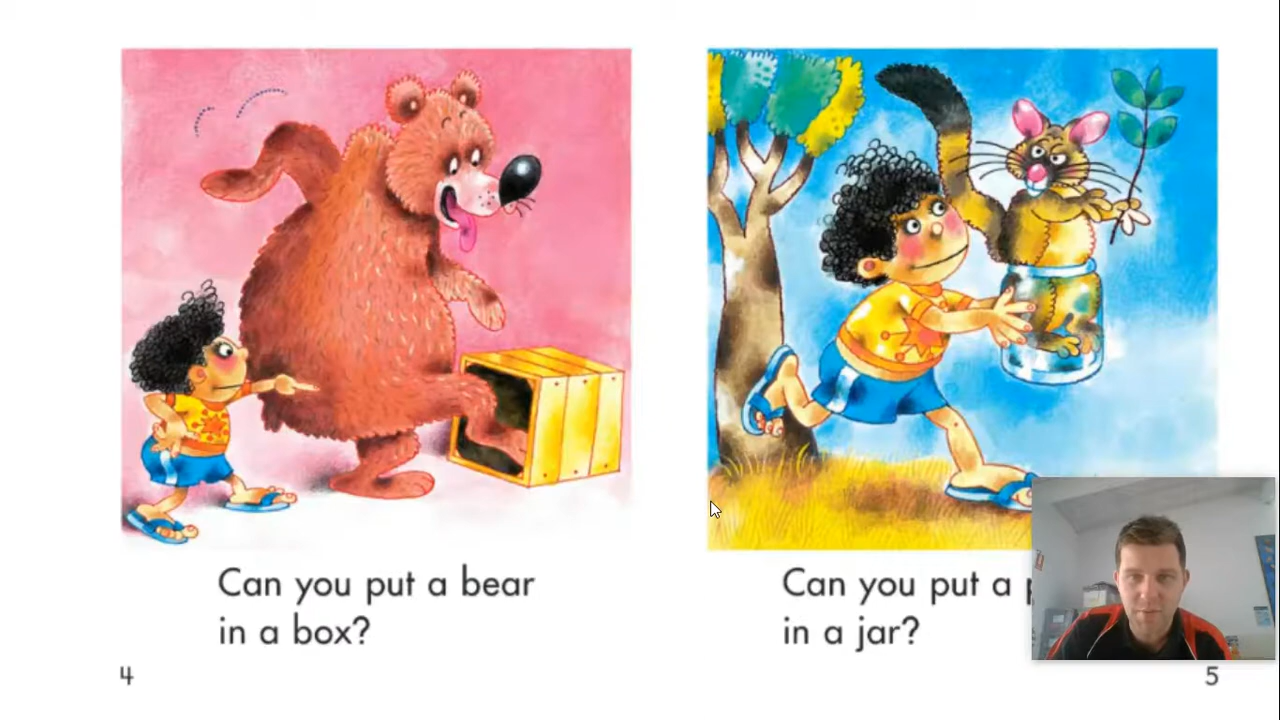 Can you put a bear
in a box?
4
Can you put a
in a jar?
5